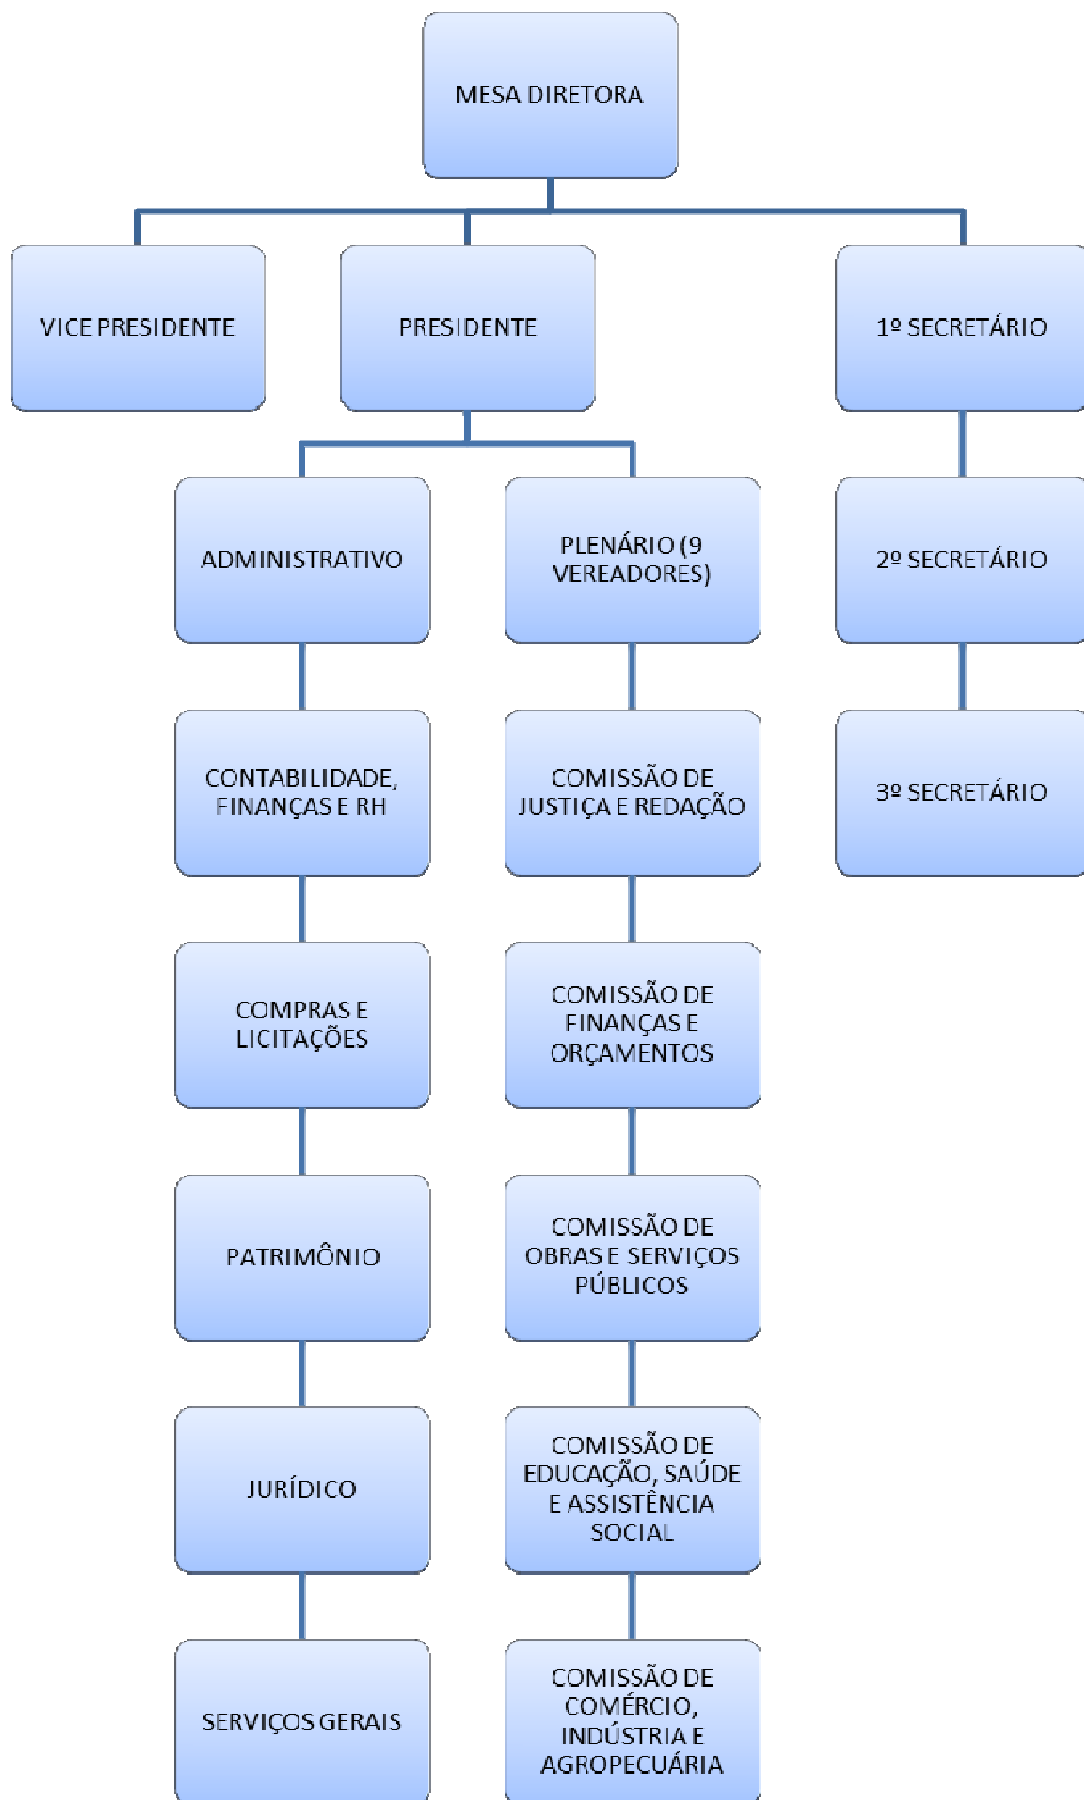 MESA DIRETORA
VICE PRESIDENTE
PRESIDENTE
1º SECRETÁRIO
ADMINISTRATIVO
PLENÁRIO (9
VEREADORES)
2º SECRETÁRIO
CONTABILIDADE,
FINANÇAS E RH
COMISSÃO DE
JUSTIÇA E REDAÇÃO
3º SECRETÁRIO
COMPRAS E
LICITAÇÕES
COMISSÃO DE
FINANÇAS E
ORÇAMENTOS
PATRIMÔNIO
COMISSÃO DE
OBRAS E SERVIÇOS
PÚBLICOS
JURÍDICO
COMISSÃO DE
EDUCAÇÃO, SAÚDE
E ASSISTÊNCIA
SOCIAL
SERVIÇOS GERAIS
COMISSÃO DE
COMÉRCIO,
INDÚSTRIA E
AGROPECUÁRIA